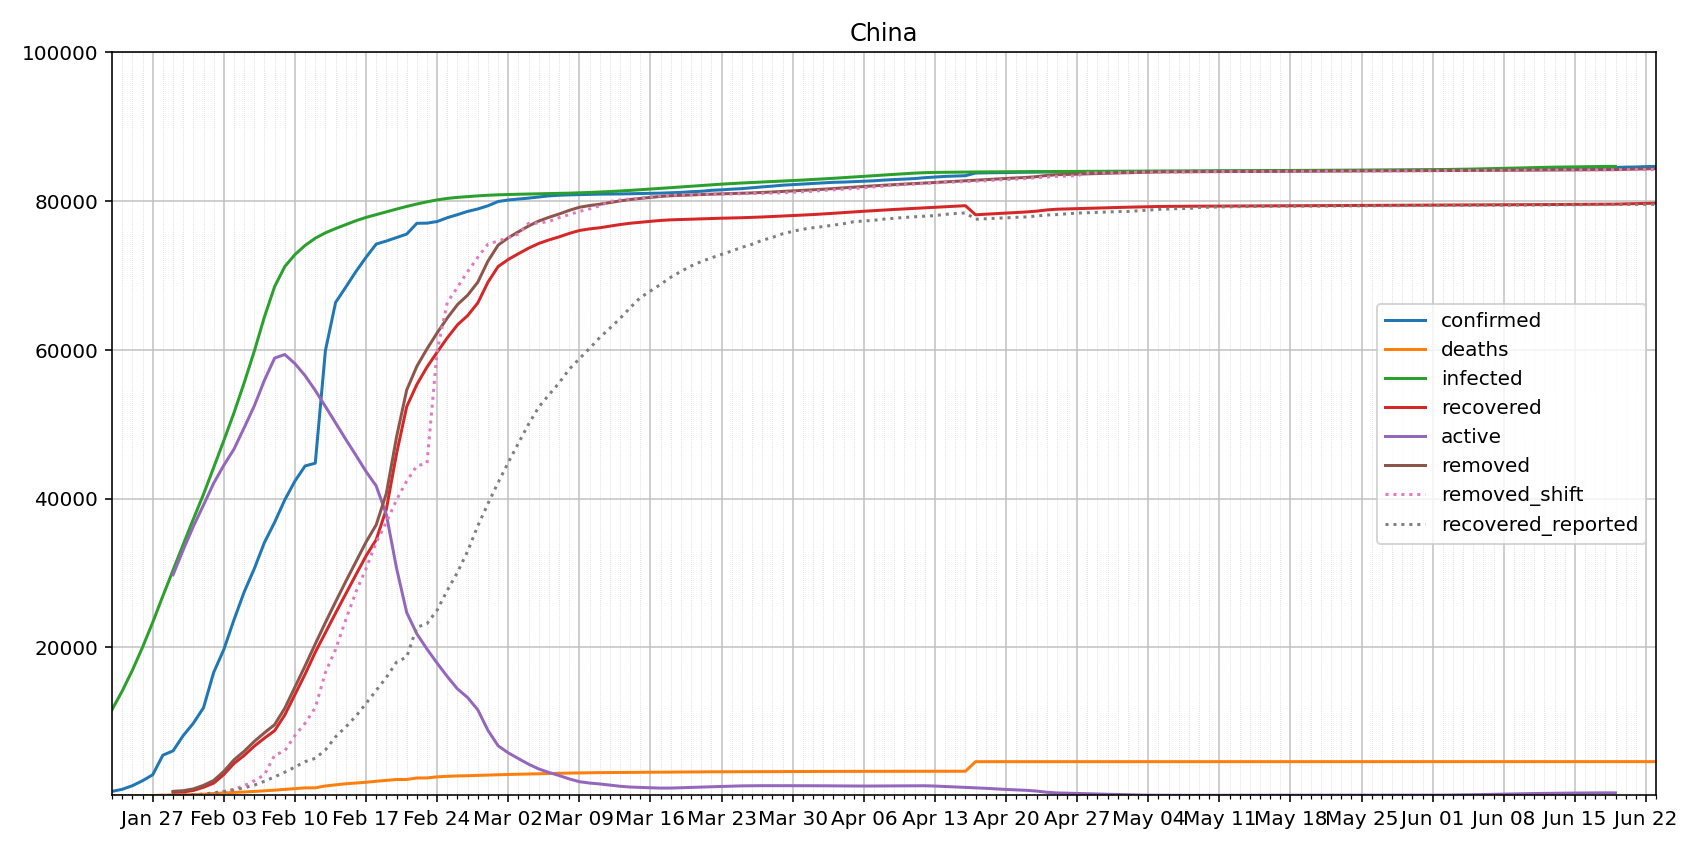 China
100000
80000
60000
40000
20000
confirmed
deaths
infected
recovered
active
removed
removed_shift
recovered_reported
Jan 27 Feb 03 Feb 10 Feb 17 Feb 24 Mar 02 Mar 09 Mar 16 Mar 23 Mar 30 Apr 06 Apr 13 Apr 20 Apr 27 May 04 May 11 May 18 May 25 Jun 01 Jun 08 Jun 15 Jun 22